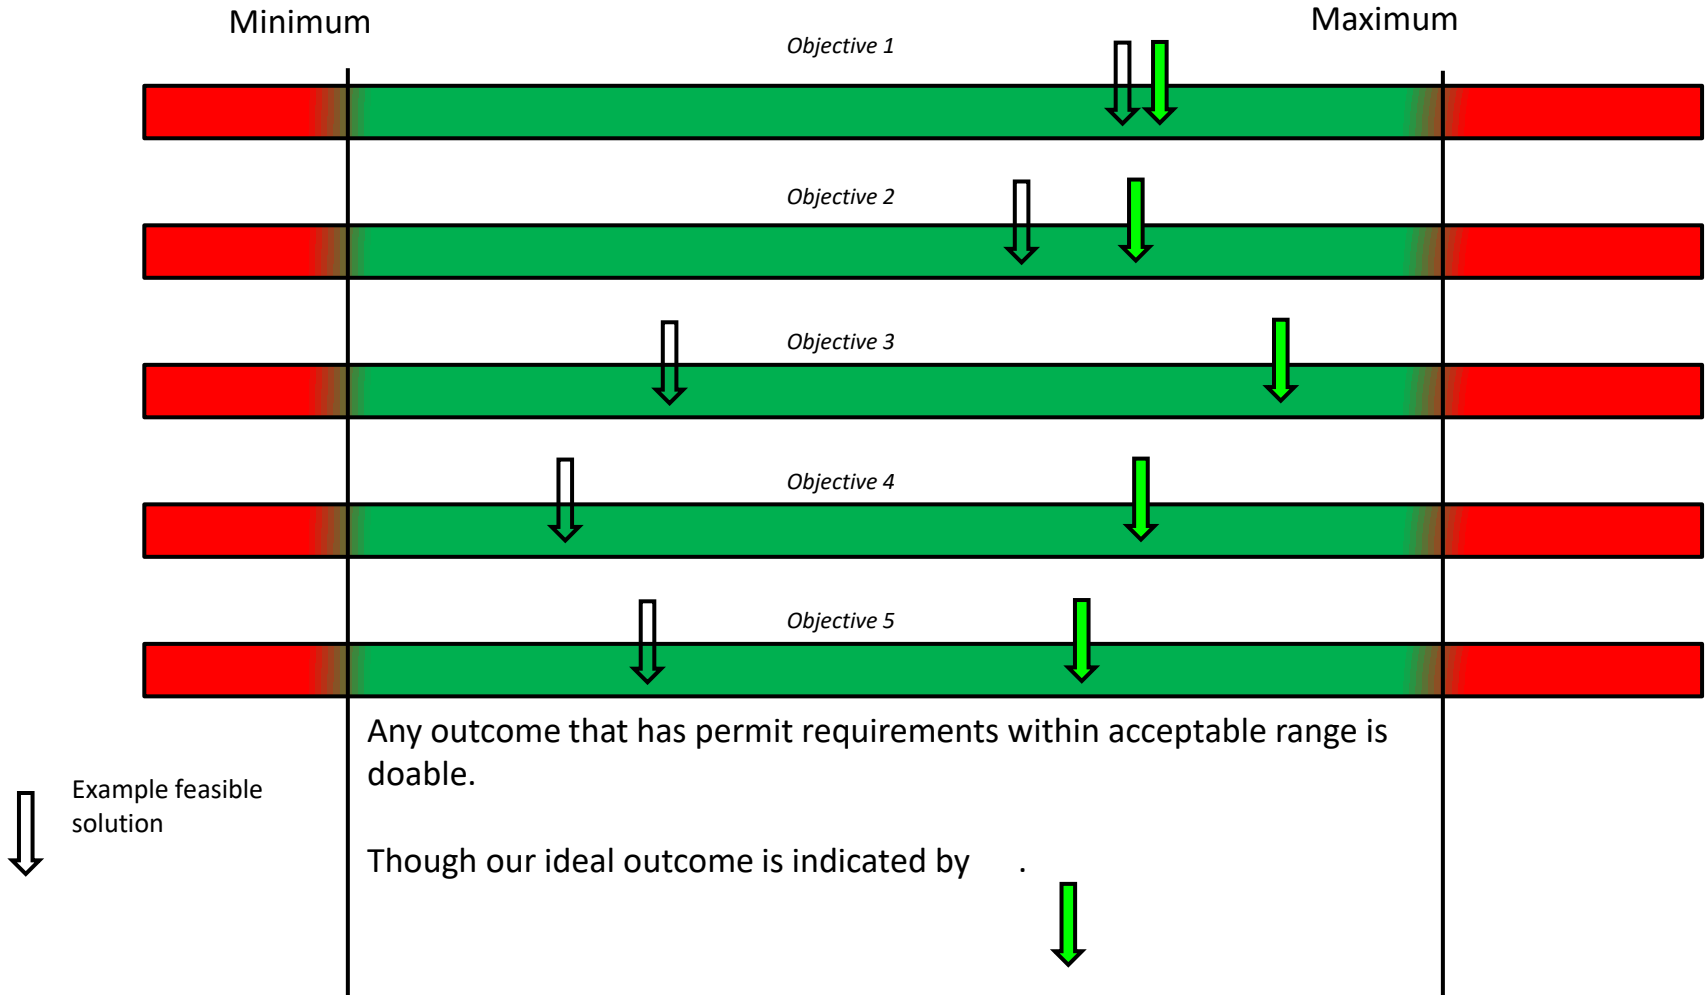 Minimum
Maximum
Objective 1
Objective 2
Objective 3
Objective 4
Objective 5
Any outcome that has permit requirements within acceptable range is
doable.
Example feasible
solution
Though our ideal outcome is indicated by .